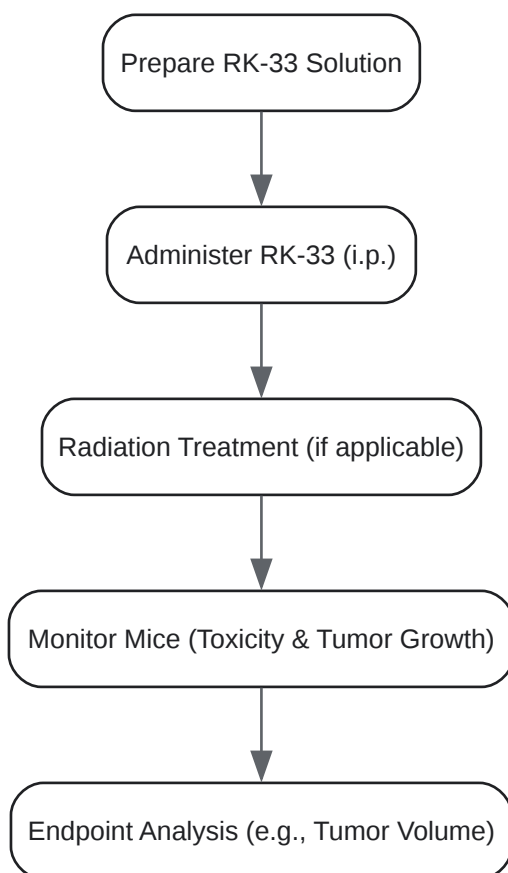 Prepare RK-33 Solution
Administer RK-33 (i.p.)
Radiation Treatment (if applicable)
Monitor Mice (Toxicity & Tumor Growth)
Endpoint Analysis (e.g., Tumor Volume)